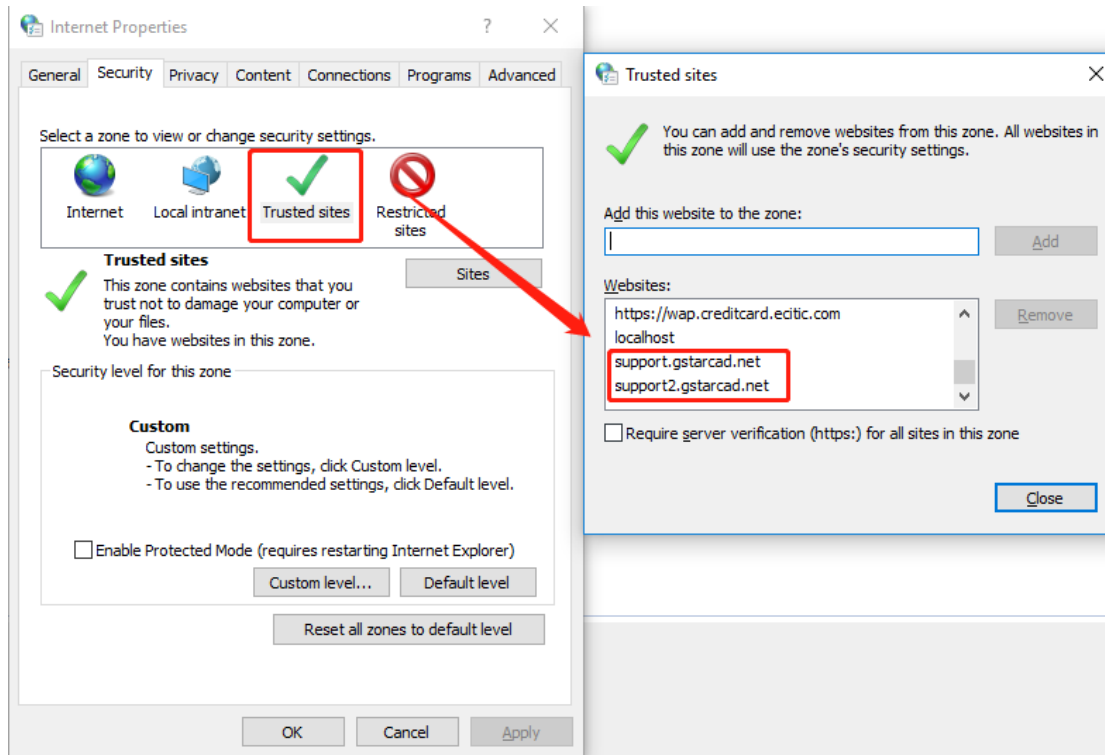 Internet Properties
?
General Security Privacy Content Connections Programs Advanced
Select a zone to view or change security settings.
Internet
Local intranet
Trusted sites
Restricted
sites
Trusted sites
This zone contains websites that you
trust not to damage your computer or
your files.
You have websites in this zone.
Sites
Security level for this zone
Custom
Custom settings.
- To change the settings, click Custom level.
- To use the recommended settings, click Default level.
Enable Protected Mode (requires restarting Internet Explorer)
Custom level...
Default level
Reset all zones to default level
OK
Cancel
Apply
Trusted sites
You can add and remove websites from this zone. All websites in
this zone will use the zone's security settings.
Add this website to the zone:
Add
Websites:
https://wap.creditcard.ecitic.com
localhost
support.gstarcad.net
support2.gstarcad.net
Remove
Require server verification (https:) for all sites in this zone
Close